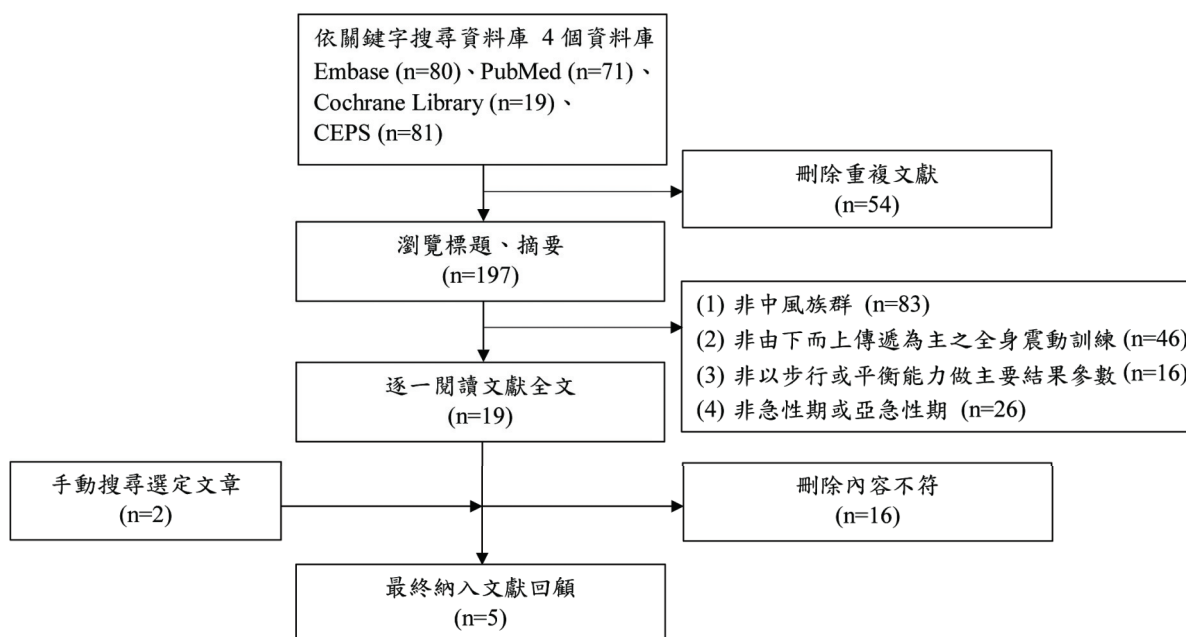 依關鍵字搜尋資料庫 4 個資料庫
Embase (n=80)、PubMed (n=71)、
Cochrane Library (n=19)、
CEPS (n=81)
刪除重複文獻
(n=54)
瀏覽標題、摘要
(n=197)
(1) 非中風族群 (n=83)
(2) 非由下而上傳遞為主之全身震動訓練 (n=46)
(3) 非以步行或平衡能力做主要結果參數 (n=16)
(4) 非急性期或亞急性期 (n=26)
逐一閱讀文獻全文
(n=19)
手動搜尋選定文章
(n=2)
刪除內容不符
(n=16)
最終納入文獻回顧
(n=5)